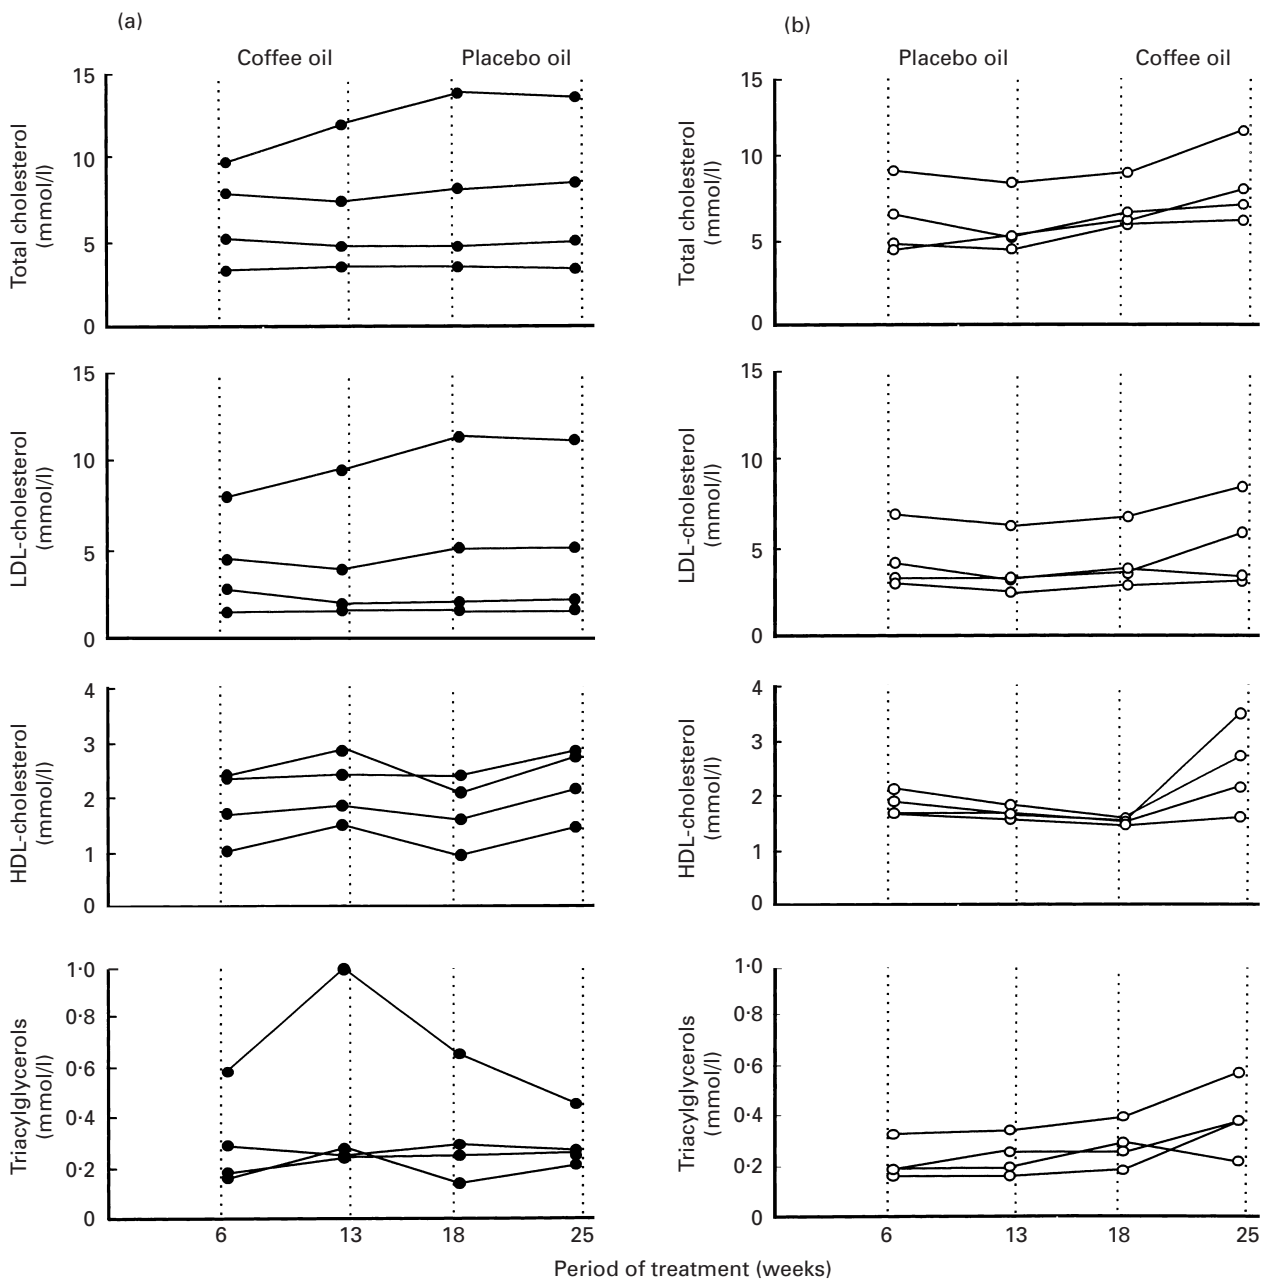 (a)
Coffee oil
Placebo oil
15
10
5
0
Total cholesterol
(mmol/l)
15
10
5
0
LDL-cholesterol
(mmol/l)
4
3
2
1
0
HDL-cholesterol
(mmol/l)
1·0
0·8
0·6
0·4
0·2
0
Triacylglycerols
(mmol/l)
6
13
18
25
(b)
Placebo oil
Coffee oil
15
10
5
0
Total cholesterol
(mmol/l)
15
10
5
0
LDL-cholesterol
(mmol/l)
4
3
2
1
0
HDL-cholesterol
(mmol/l)
1·0
0·8
0·6
0·4
0·2
0
Triacylglycerols
(mmol/l)
6
13
18
25
Period of treatment (weeks)